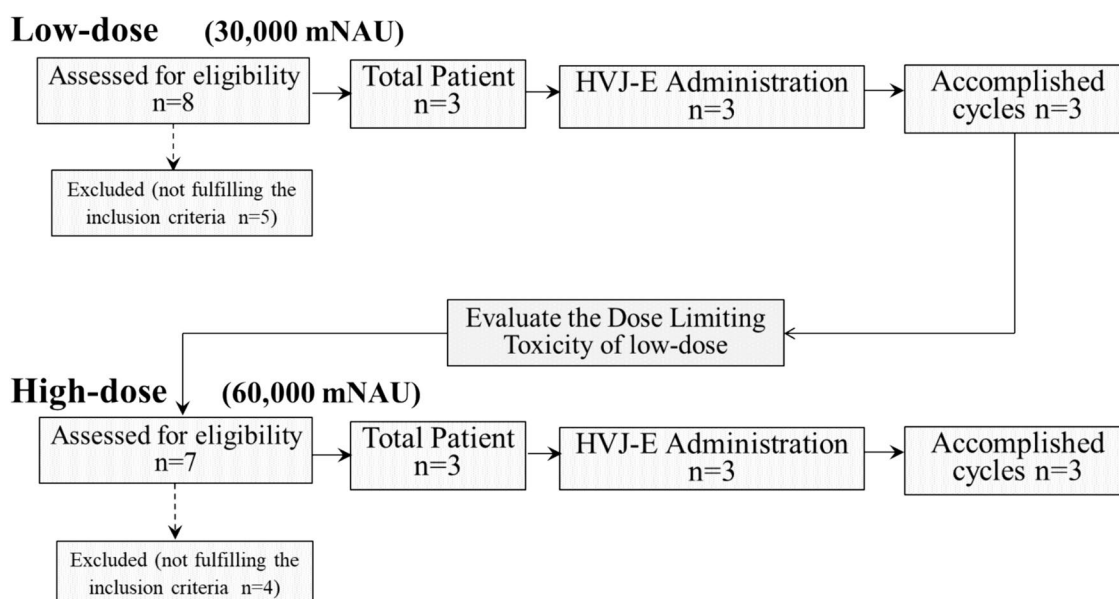 Low-dose (30,000 mNAU)
Assessed for eligibility
n=8
Total Patient
n=3
HVJ-E Administration
n=3
Accomplished
cycles n=3
Excluded (not fulfilling the
inclusion criteria n=5)
Evaluate the Dose Limiting
Toxicity of low-dose
High-dose (60,000 mNAU)
Assessed for eligibility
n=7
Total Patient
n=3
HVJ-E Administration
n=3
Accomplished
cycles n=3
Excluded (not fulfilling the
inclusion criteria n=4)